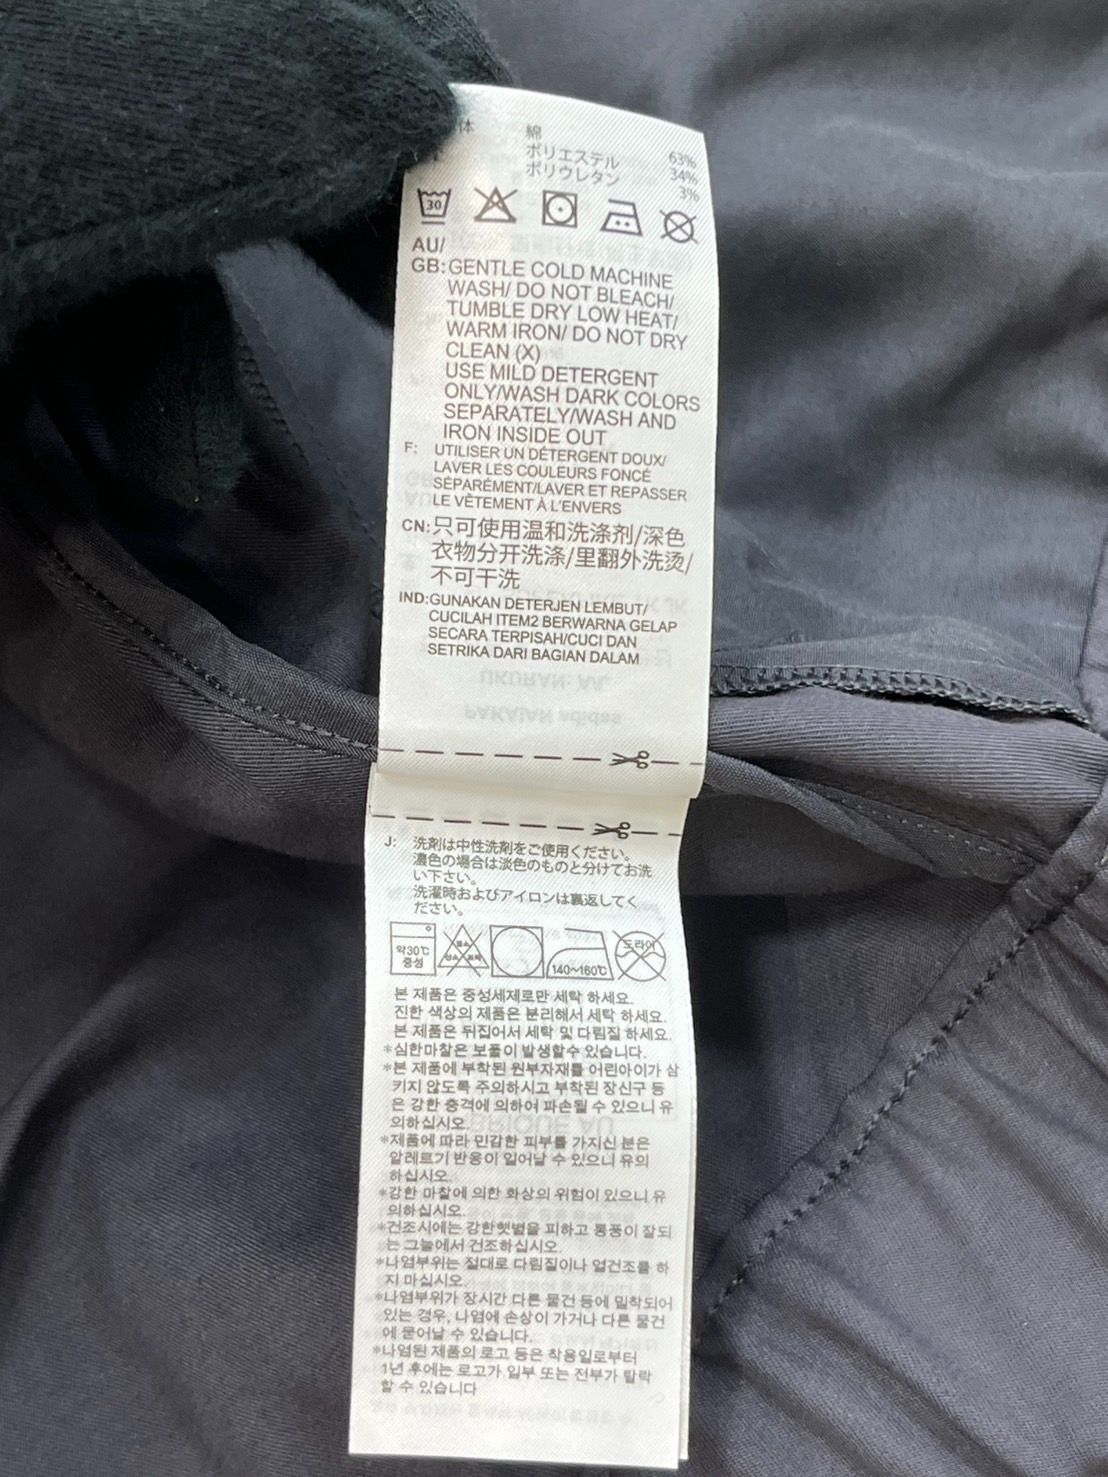 体 綿 63%
ポリエステル 34%
ポリウレタン 3%
30
AU/
GB:GENTLE COLD MACHINE
WASH/ DO NOT BLEACH/
TUMBLE DRY LOW HEAT/
WARM IRON/ DO NOT DRY
CLEAN (X)
USE MILD DETERGENT
ONLY/WASH DARK COLORS
SEPARATELY/WASH AND
IRON INSIDE OUT
F: UTILISER UN DÉTERGENT DOUX/
LAVER LES COULEURS FONCÉ
SÉPARÉMENT/LAVER ET REPASSER
LE VÊTEMENT À L'ENVERS
CN:只可使用温和洗涤剂/深色
衣物分开洗涤/里翻外洗烫/
不可干洗
IND:GUNAKAN DETERJEN LEMBUT/
CUCILAH ITEM2 BERWARNA GELAP
SECARA TERPISAH/CUCI DAN
SETRIKA DARI BAGIAN DALAM
UKURAN: A/L
PAKAIAN adidas
J: 洗剤は中性洗剤をご使用ください。
濃色の場合は淡色のものと分けてお洗
い下さい。
洗濯時およびアイロンは裏返してく
ださい。
약30℃
중성
염소
산소 표백
140~160℃
드라이
본 제품은 중성세제로만 세탁 하세요.
진한 색상의 제품은 분리해서 세탁 하세요.
본 제품은 뒤집어서 세탁 및 다림질 하세요.
*심한마찰은 보풀이 발생할수 있습니다.
*본 제품에 부착된 원부자재를 어린아이가 삼
키지 않도록 주의하시고 부착된 장신구 등
은 강한 충격에 의하여 파손될 수 있으니 유
의하십시오.
*제품에 따라 민감한 피부를 가지신 분은
알레르기 반응이 일어날 수 있으니 유의
하십시오.
*강한 마찰에 의한 화상의 위험이 있으니 유
의하십시오.
*건조시에는 강한햇볕을 피하고 통풍이 잘되
는 그늘에서 건조하십시오.
*나염부위는 절대로 다림질이나 열건조를 하
지 마십시오.
*나염부위가 장시간 다른 물건 등에 밀착되어
있는 경우, 나염에 손상이 가거나 다른 물건
에 묻어날 수 있습니다.
*나염된 제품의 로고 등은 착용일로부터
1년 후에는 로고가 일부 또는 전부가 탈락
할 수 있습니다